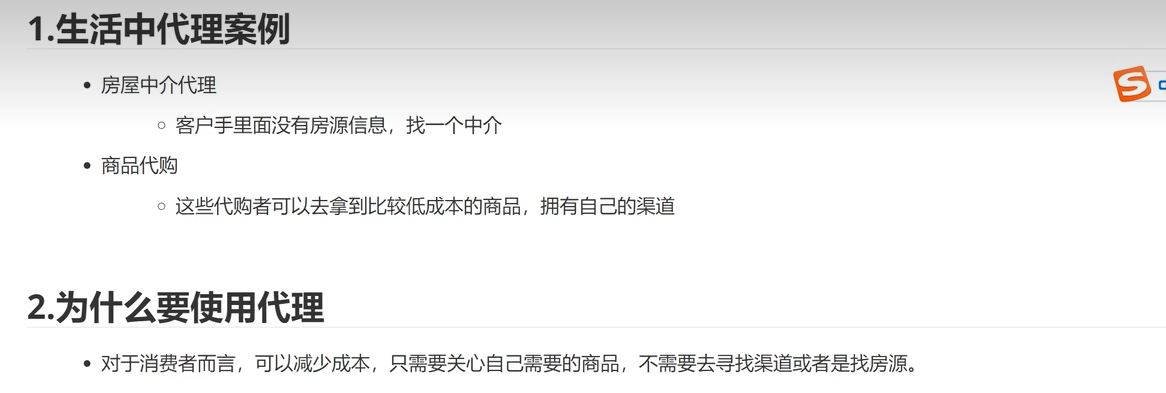 1.生活中代理案例
房屋中介代理
客户手里面没有房源信息，找一个中介
商品代购
这些代购者可以去拿到比较低成本的商品，拥有自己的渠道
2.为什么要使用代理
对于消费者而言，可以减少成本，只需要关心自己需要的商品，不需要去寻找渠道或者是找房源。